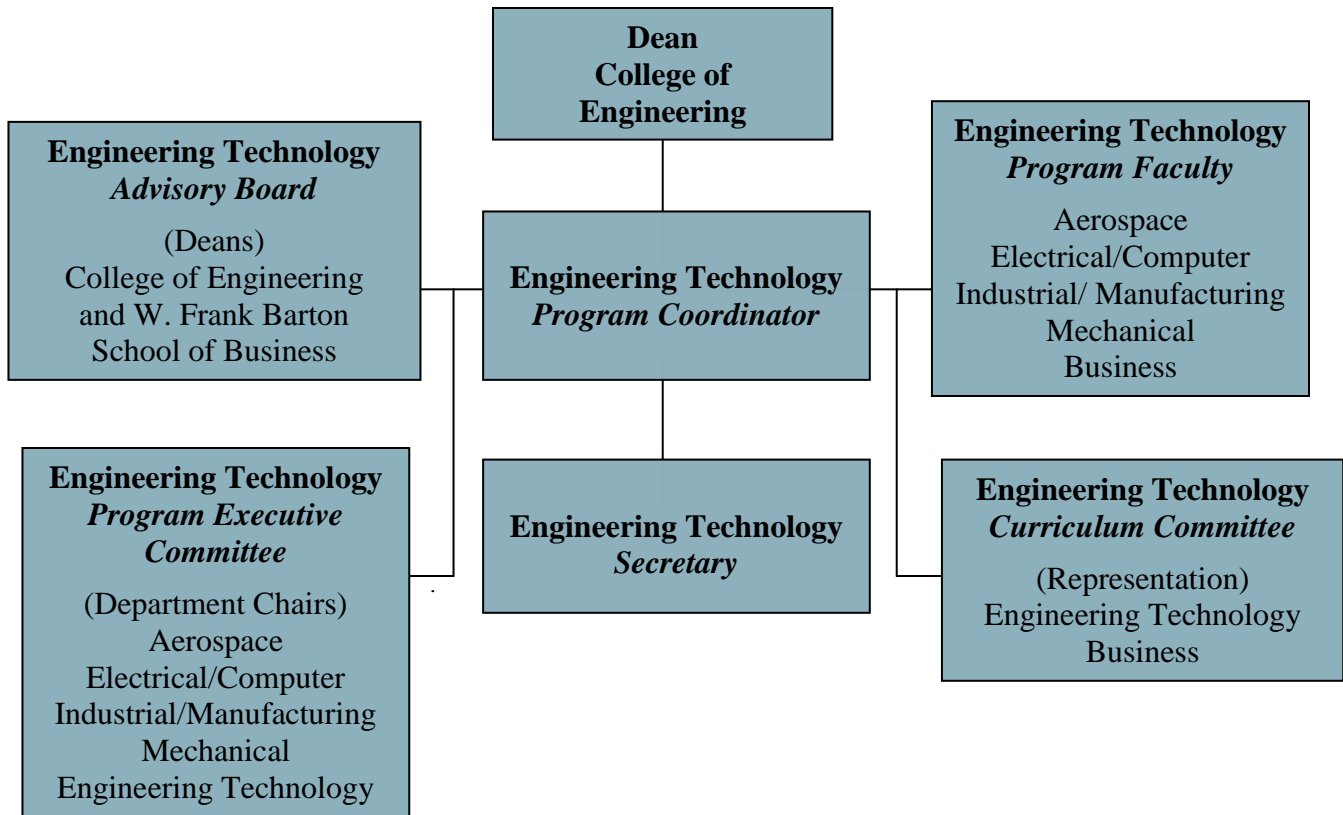 Dean
College of
Engineering
Engineering Technology
Advisory Board
(Deans)
College of Engineering
and W. Frank Barton
School of Business
Engineering Technology
Program Coordinator
Engineering Technology
Program Faculty
Aerospace
Electrical/Computer
Industrial/ Manufacturing
Mechanical
Business
Engineering Technology
Program Executive
Committee
(Department Chairs)
Aerospace
Electrical/Computer
Industrial/Manufacturing
Mechanical
Engineering Technology
Engineering Technology
Secretary
Engineering Technology
Curriculum Committee
(Representation)
Engineering Technology
Business